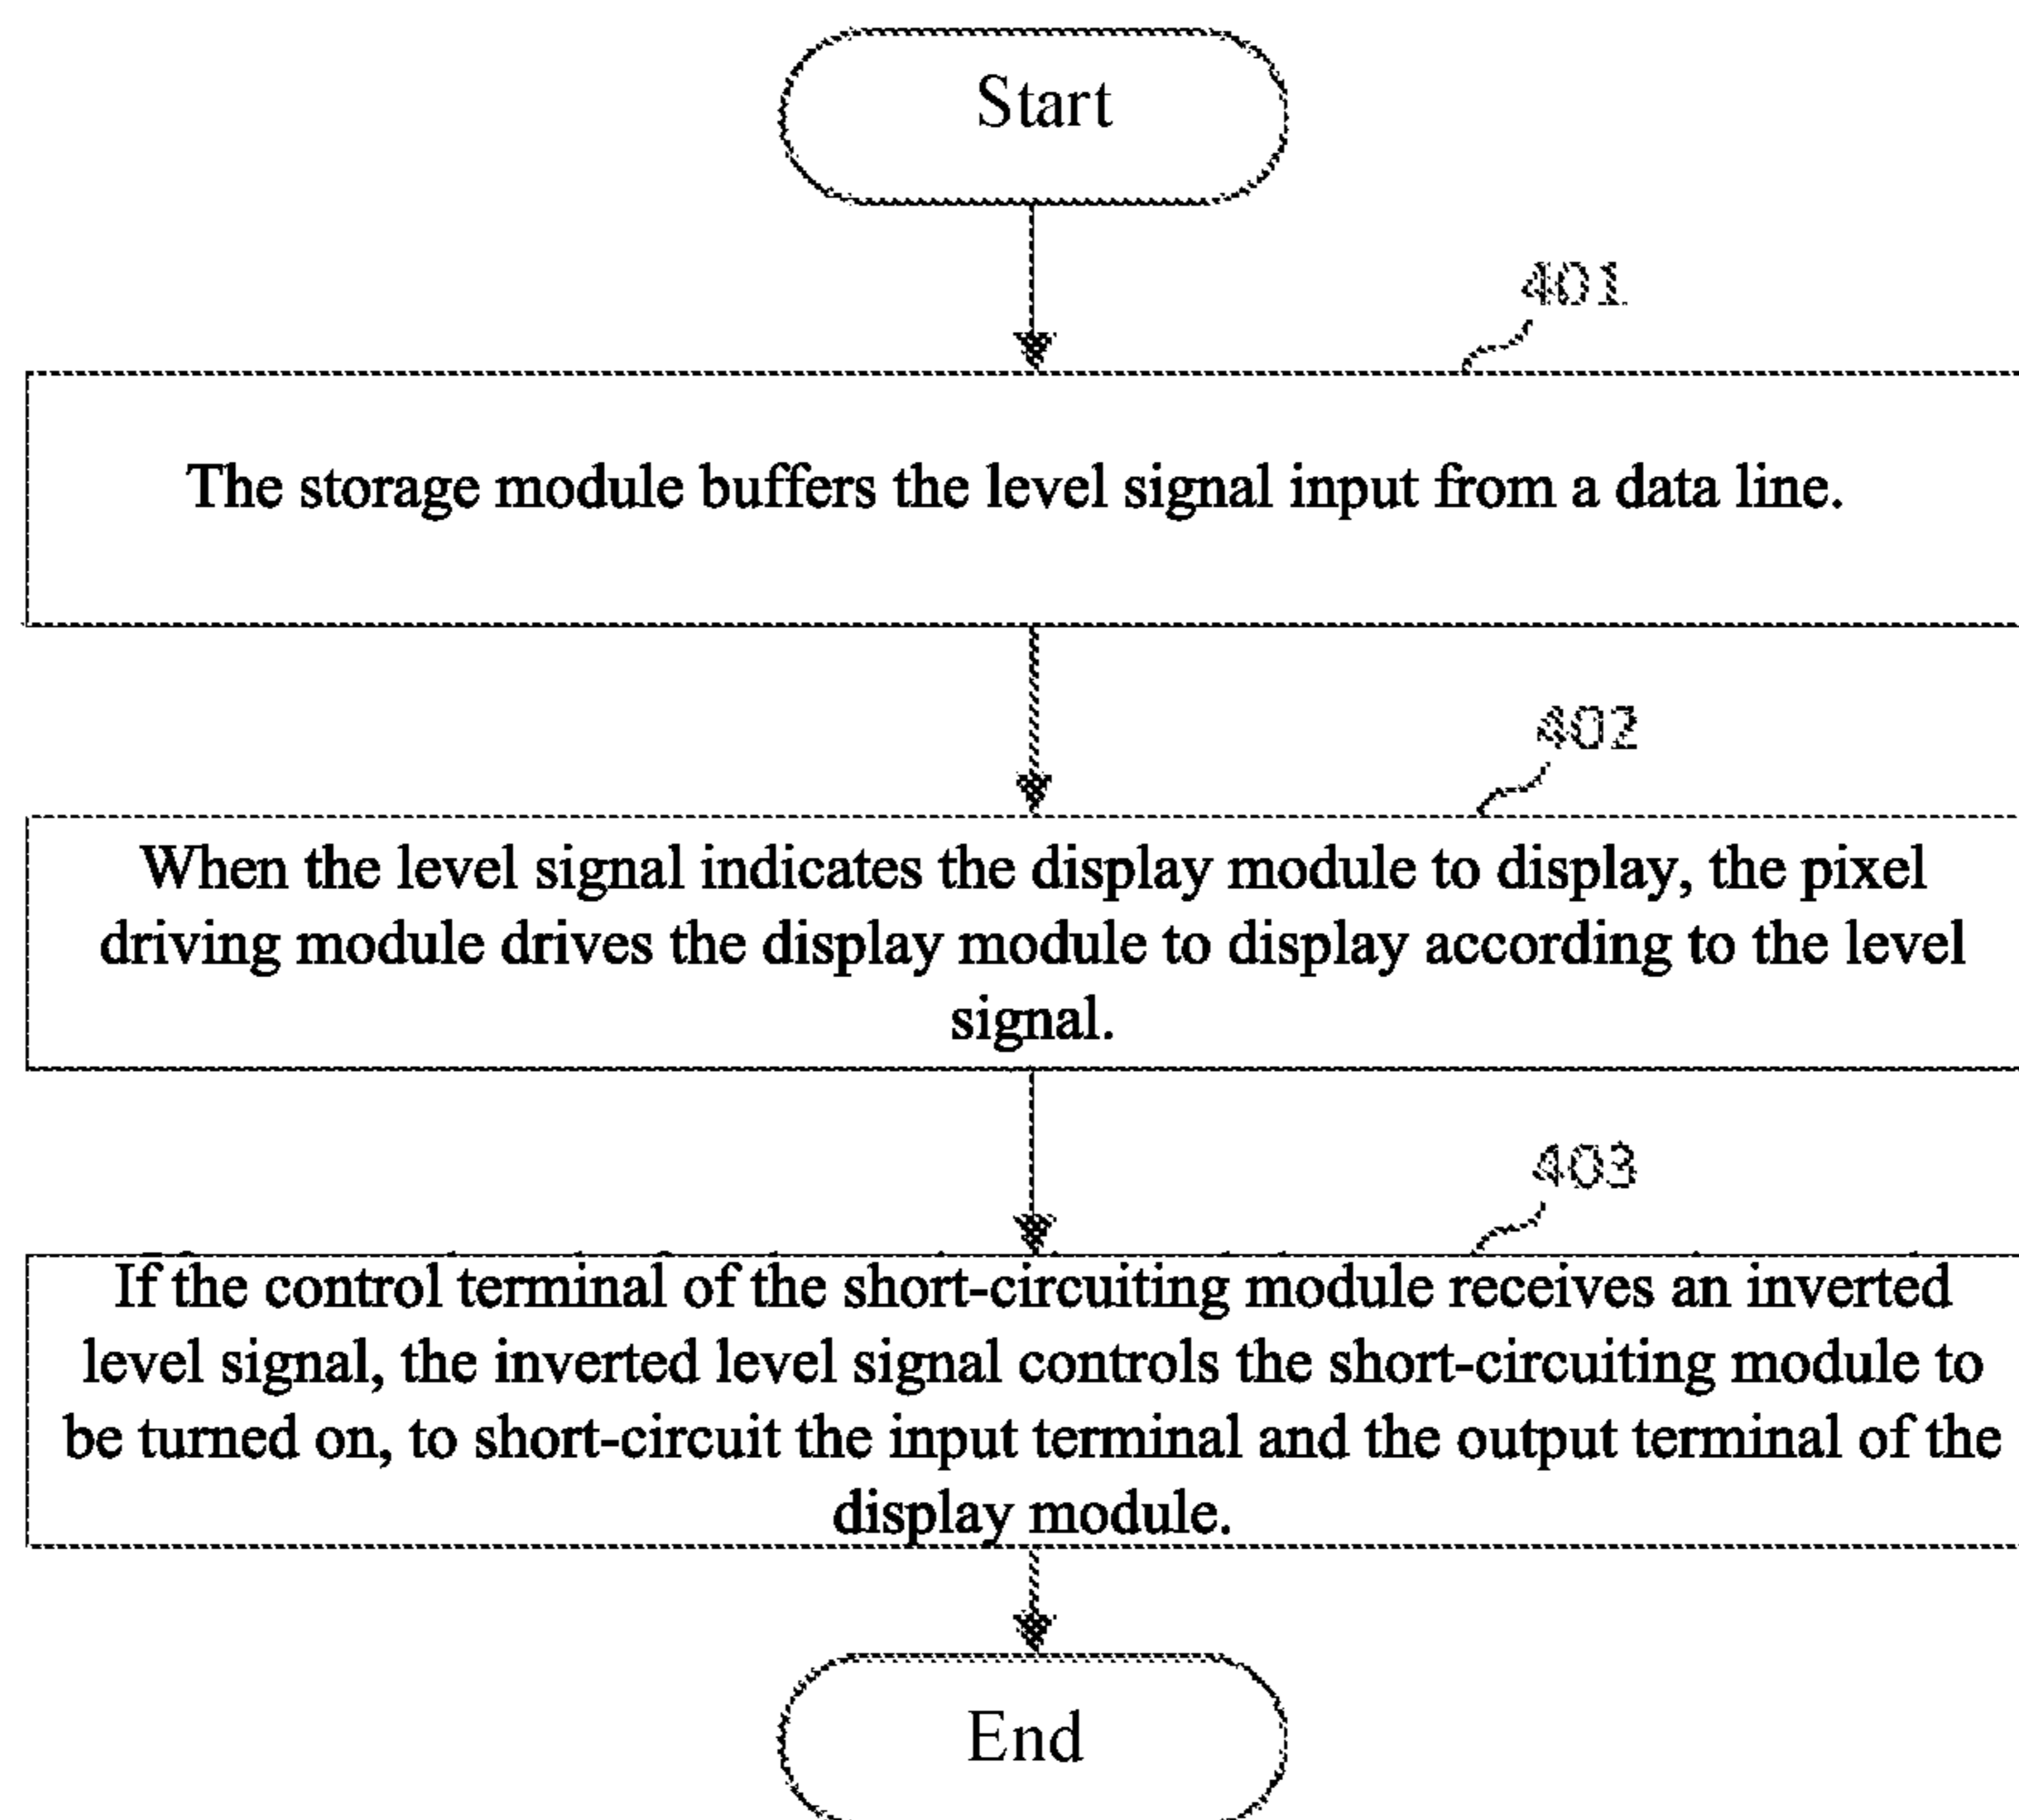 Start
401
The storage module buffers the level signal input from a data line.
402
When the level signal indicates the display module to display, the pixel
driving module drives the display module to display according to the level
signal.
403
If the control terminal of the short-circuiting module receives an inverted
level signal, the inverted level signal controls the short-circuiting module to
be turned on, to short-circuit the input terminal and the output terminal of the
display module.
End